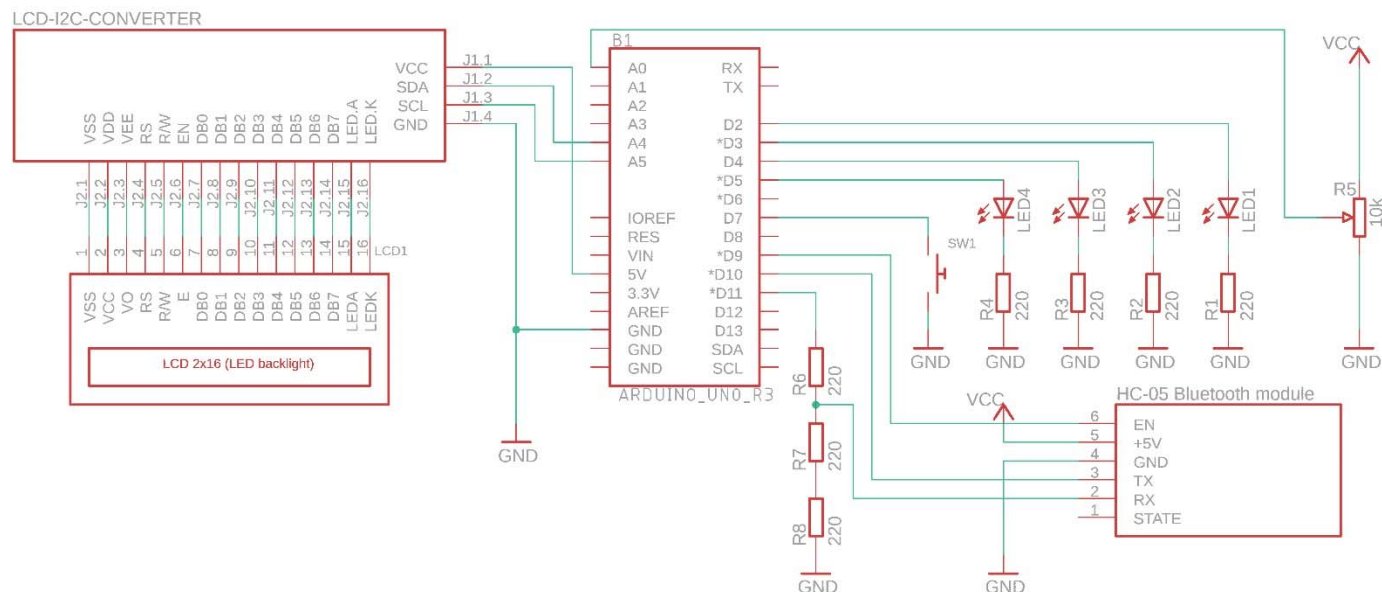 LCD-I2C-CONVERTER
VCC
SDA
SCL
GND
J1.1
J1.2
J1.3
J1.4
VSS
VDD
VEE
RS
R/W
EN
DB0
DB1
DB2
DB3
DB4
DB5
DB6
DB7
LED.A
LED.K
J2.1
J2.2
J2.3
J2.4
J2.5
J2.6
J2.7
J2.8
J2.9
J2.10
J2.11
J2.12
J2.13
J2.14
J2.15
J2.16
1
2
3
4
5
6
7
8
9
10
11
12
13
14
15
16
LCD1
VSS
VCC
VO
RS
R/W
E
DB0
DB1
DB2
DB3
DB4
DB5
DB6
DB7
LEDA
LEDK
LCD 2x16 (LED backlight)
GND
B1
A0
A1
A2
A3
A4
A5
IOREF
RES
VIN
5V
3.3V
AREF
GND
GND
GND
RX
TX
D2
*D3
D4
*D5
*D6
D7
D8
*D9
*D10
*D11
D12
D13
SDA
SCL
ARDUINO_UNO_R3
SW1
GND
LED4
LED3
LED2
LED1
R4
220
R3
220
R2
220
R1
220
GND
GND
GND
GND
VCC
R5
10k
GND
R6
220
R7
220
R8
220
GND
VCC
GND
HC-05 Bluetooth module
6 EN
5 +5V
4 GND
3 TX
2 RX
1 STATE